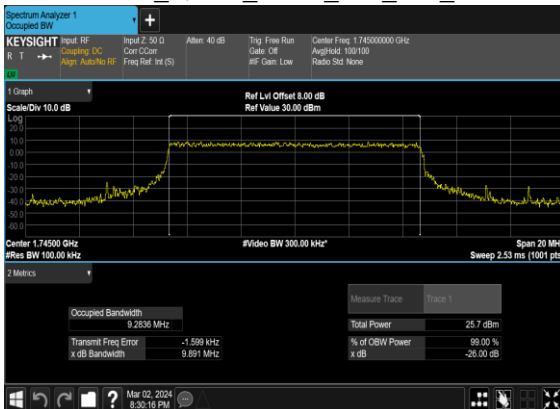 Spectrum Analyzer 1
Occupied BW
KEYSIGHT
R T
Input: RF
Coupling: DC
Align: Auto/No RF
Input Z: 50 Ω
Corr CCorr
Freq Ref: Int (S)
Atten: 40 dB
Trig: Free Run
Gate: Off
#IF Gain: Low
Center Freq: 1.745000000 GHz
Avg|Hold: 100/100
Radio Std: None
1 Graph
Scale/Div 10.0 dB
Ref Lvl Offset 8.00 dB
Ref Value 30.00 dBm
Log
20.0
10.0
0.00
-10.0
-20.0
-30.0
-40.0
-50.0
-60.0
Center 1.74500 GHz
#Res BW 100.00 kHz
#Video BW 300.00 kHz*
Span 20 MH
Sweep 2.53 ms (1001 pts
2 Metrics
Measure Trace
Trace 1
Occupied Bandwidth
9.2836 MHz
Total Power
25.7 dBm
Transmit Freq Error
-1.599 kHz
% of OBW Power
99.00 %
x dB Bandwidth
9.891 MHz
x dB
-26.00 dB
Mar 02, 2024
8:30:16 PM